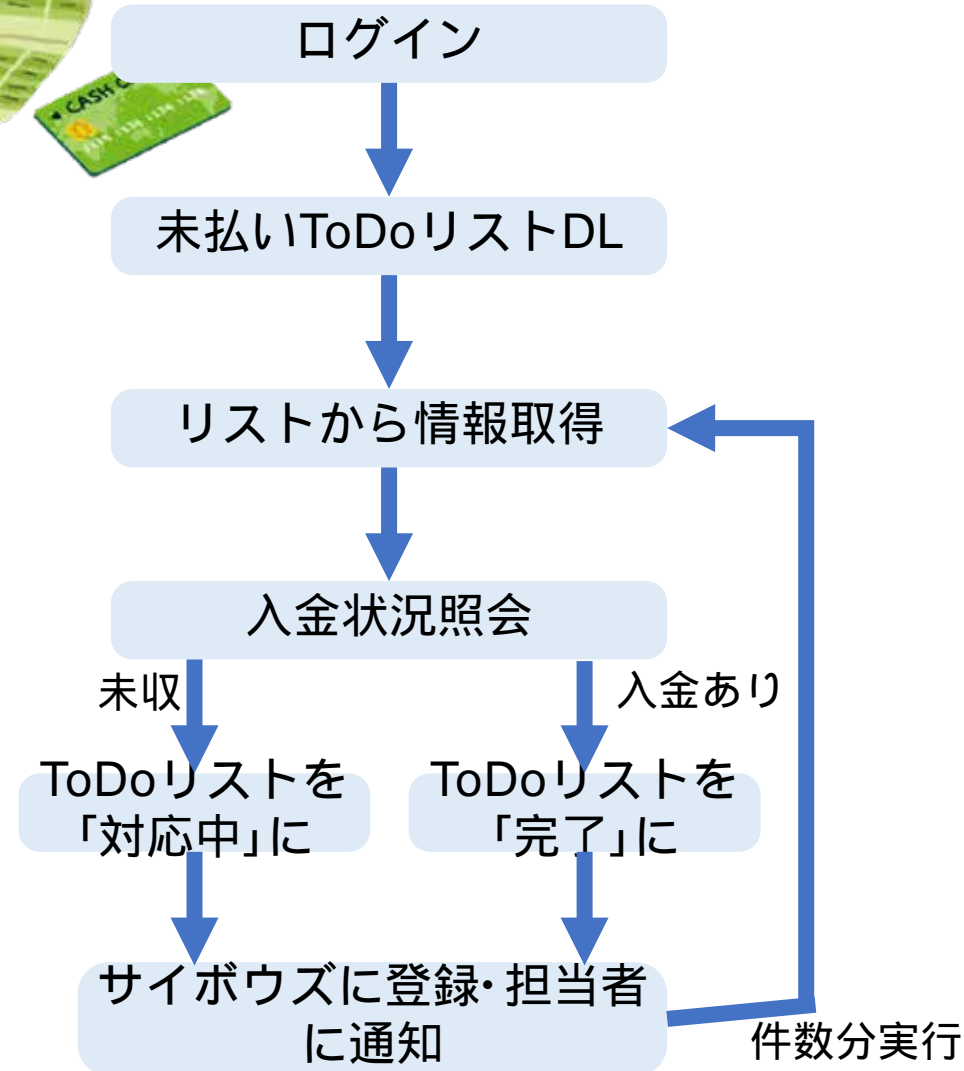 ログイン
CASH C
未払いToDoリストDL
リストから情報取得
入金状況照会
未収
入金あり
ToDoリストを
「対応中」に
ToDoリストを
「完了」に
サイボウズに登録・担当者
に通知
件数分実行